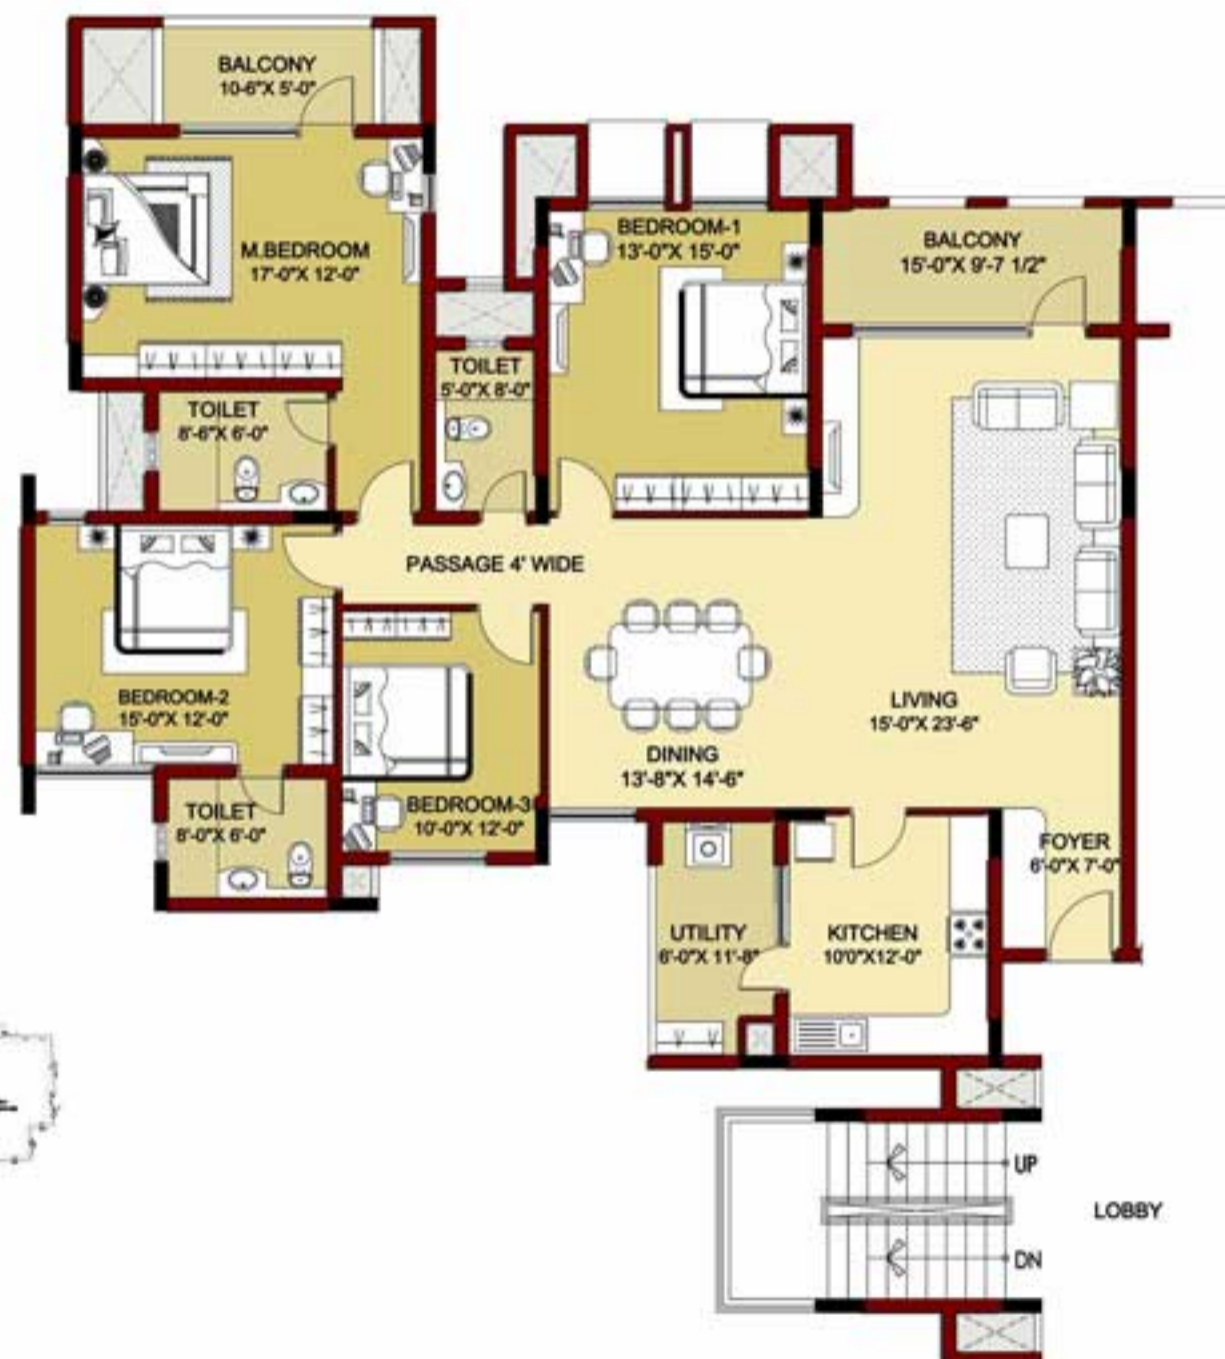 BALCONY
10-6"X 5'-0"
M.BEDROOM
17'-0"X 12'-0"
BEDROOM-1
13'-0"X 15'-0"
BALCONY
15'-0"X 9'-7 1/2"
TOILET
5'-0"X 8'-0"
TOILET
8'-6"X 6'-0"
PASSAGE 4' WIDE
BEDROOM-2
15'-0"X 12'-0"
LIVING
15'-0"X 23'-6"
DINING
13'-8"X 14'-6"
TOILET
8'-0"X 6'-0"
BEDROOM-3
10'-0"X 12'-0"
FOYER
6'-0"X 7'-0"
UTILITY
6'-0"X 11'-8"
KITCHEN
10'0"X12'-0"
UP
LOBBY
DN